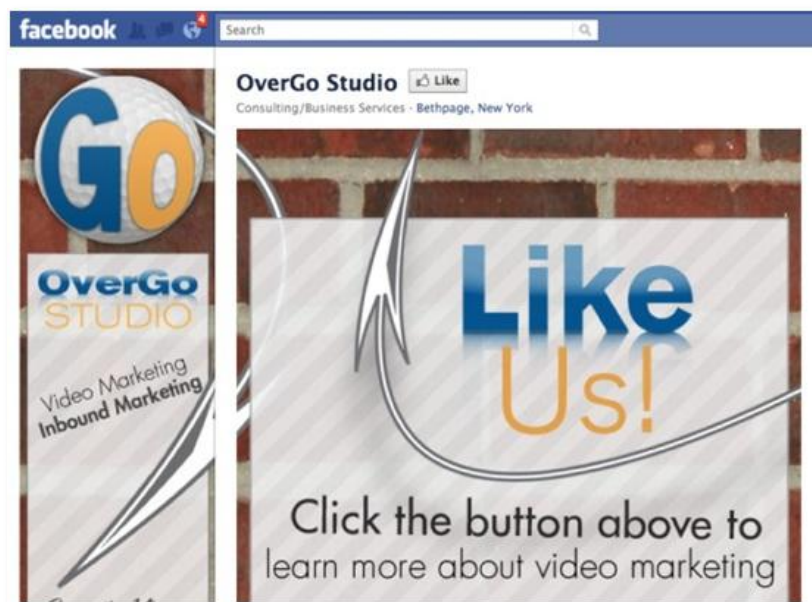 facebook
4
Search
OverGo Studio Like
Consulting/Business Services · Bethpage, New York
Go
OverGo
STUDIO
Video Marketing
Inbound Marketing
Like
Us!
Click the button above to
learn more about video marketing